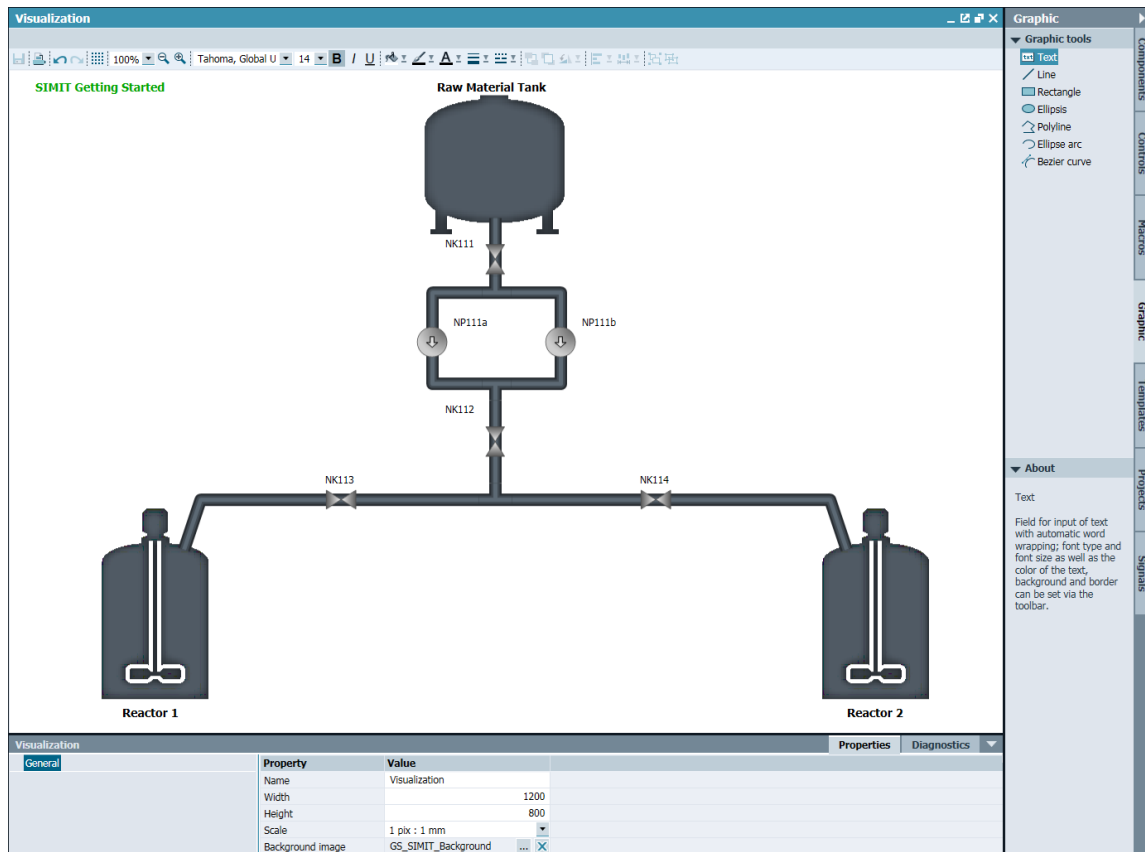 Visualization
Graphic
100%
Tahoma, Global U
14
B
I
U
A
Graphic tools
txt Text
Line
Rectangle
Ellipsis
Polyline
Ellipse arc
Bezier curve
Components
Controls
Macros
Graphic
Templates
Projects
Signals
SIMIT Getting Started
Raw Material Tank
NK111
NP111a
NP111b
NK112
NK113
NK114
Reactor 1
Reactor 2
About
Text
Field for input of text
with automatic word
wrapping; font type and
font size as well as the
color of the text,
background and border
can be set via the
toolbar.
Visualization
Properties
Diagnostics
General
Property Value
Name Visualization
Width 1200
Height 800
Scale 1 pix : 1 mm
Background image GS_SIMIT_Background ...